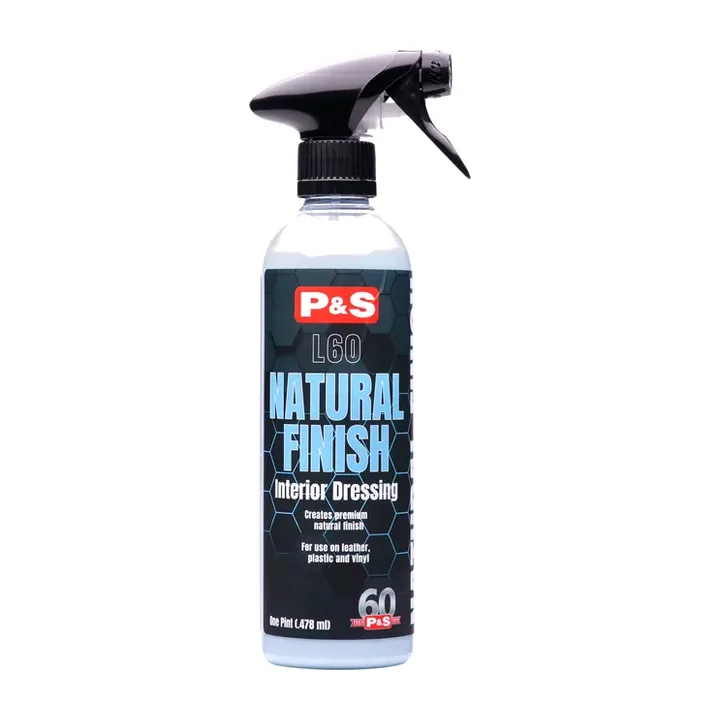 P&S
L60
NATURAL
FINISH
Interior Dressing
Creates premium
natural finish
For use on leather,
plastic and vinyl
One Pint (.478 ml)
60
P&S